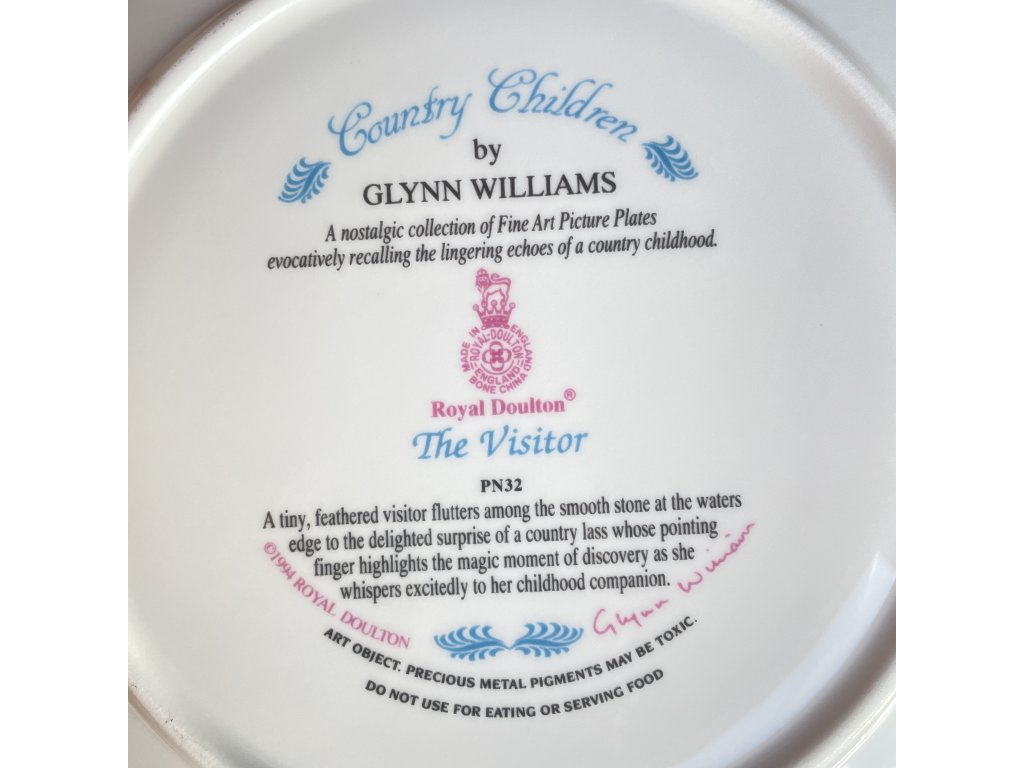 Country Children
by
GLYNN WILLIAMS
A nostalgic collection of Fine Art Picture Plates
evocatively recalling the lingering echoes of a country childhood.
MADE IN ENGLAND
ROYAL-DOULTON
ENGLAND
BONE CHINA
Royal Doulton®
The Visitor
PN32
A tiny, feathered visitor flutters among the smooth stone at the waters
edge to the delighted surprise of a country lass whose pointing
finger highlights the magic moment of discovery as she
whispers excitedly to her childhood companion.
©1994 ROYAL DOULTON
Glynn Williams
ART OBJECT. PRECIOUS METAL PIGMENTS MAY BE TOXIC.
DO NOT USE FOR EATING OR SERVING FOOD